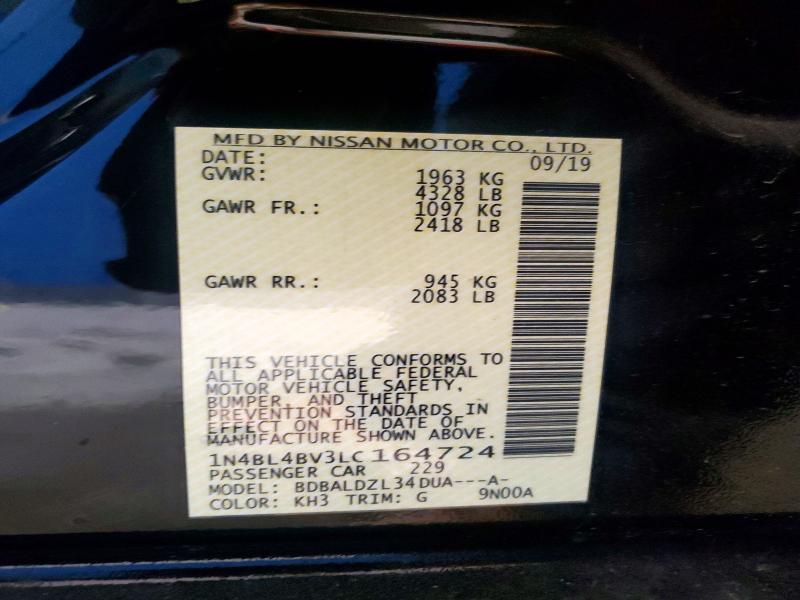 MFD BY NISSAN MOTOR CO., LTD.
DATE: 09/19
GVWR: 1963 KG
4328 LB
GAWR FR.: 1097 KG
2418 LB
GAWR RR.: 945 KG
2083 LB
THIS VEHICLE CONFORMS TO
ALL APPLICABLE FEDERAL
MOTOR VEHICLE SAFETY,
BUMPER, AND THEFT
PREVENTION STANDARDS IN
EFFECT ON THE DATE OF
MANUFACTURE SHOWN ABOVE.
1N4BL4BV3LC164724
PASSENGER CAR 229
MODEL: BDBALDZL34DUA---A-
COLOR: KH3 TRIM: G 9N00A